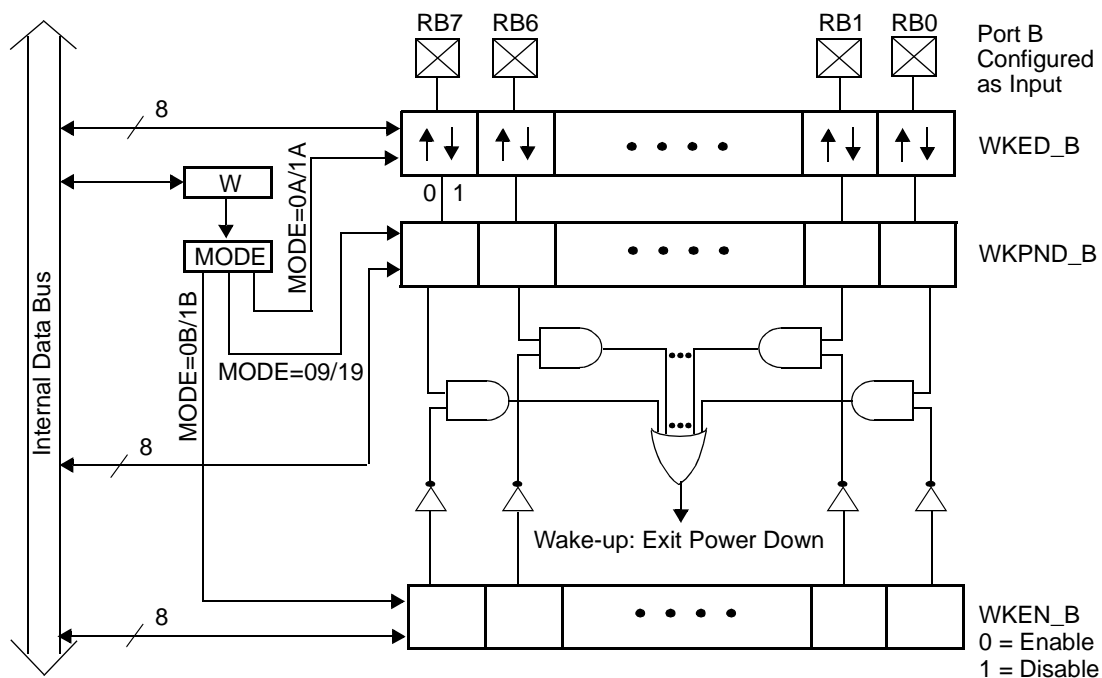 RB7
RB6
RB1
RB0
Port B
Configured
as Input
8
WKED_B
W
0 1
MODE=0A/1A
MODE
WKPND_B
Internal Data Bus
MODE=0B/1B
MODE=09/19
8
Wake-up: Exit Power Down
8
WKEN_B
0 = Enable
1 = Disable